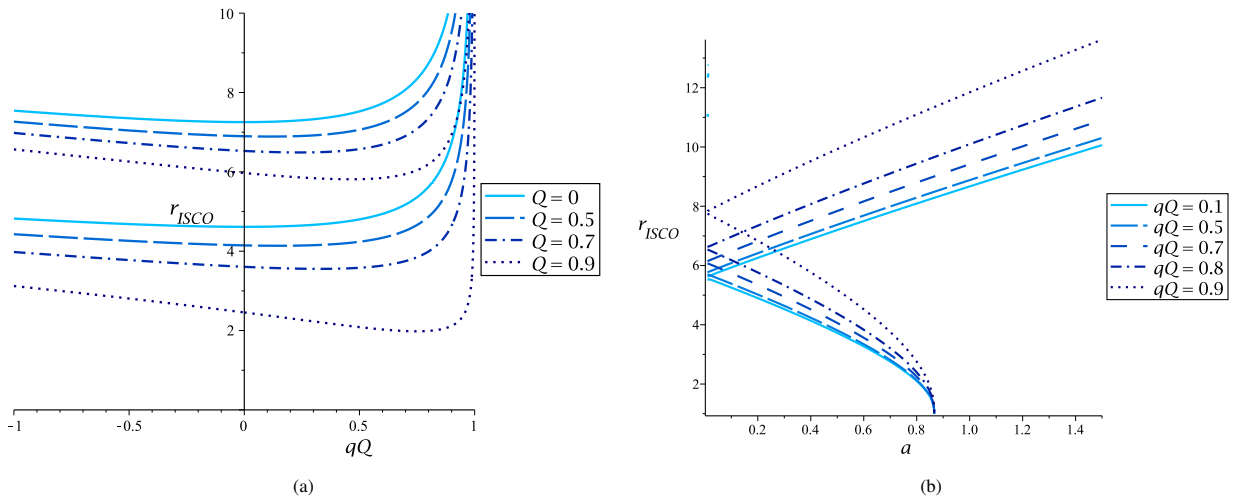 10
8
6
r_ISCO
4
2
-1
-0.5
0
0.5
1
qQ
Q = 0
Q = 0.5
Q = 0.7
Q = 0.9
(a)
12
10
8
r_ISCO
6
4
2
0.2
0.4
0.6
0.8
1.0
1.2
1.4
a
qQ = 0.1
qQ = 0.5
qQ = 0.7
qQ = 0.8
qQ = 0.9
(b)